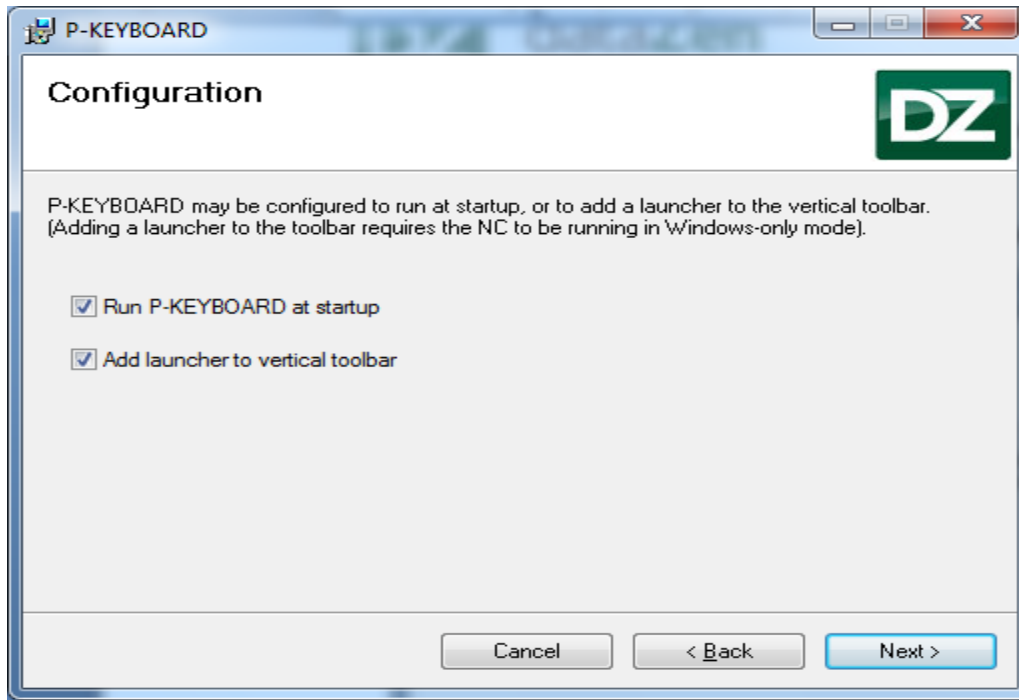 P-KEYBOARD
Configuration
DZ
P-KEYBOARD may be configured to run at startup, or to add a launcher to the vertical toolbar.
(Adding a launcher to the toolbar requires the NC to be running in Windows-only mode).
Run P-KEYBOARD at startup
Add launcher to vertical toolbar
Cancel
< Back
Next >